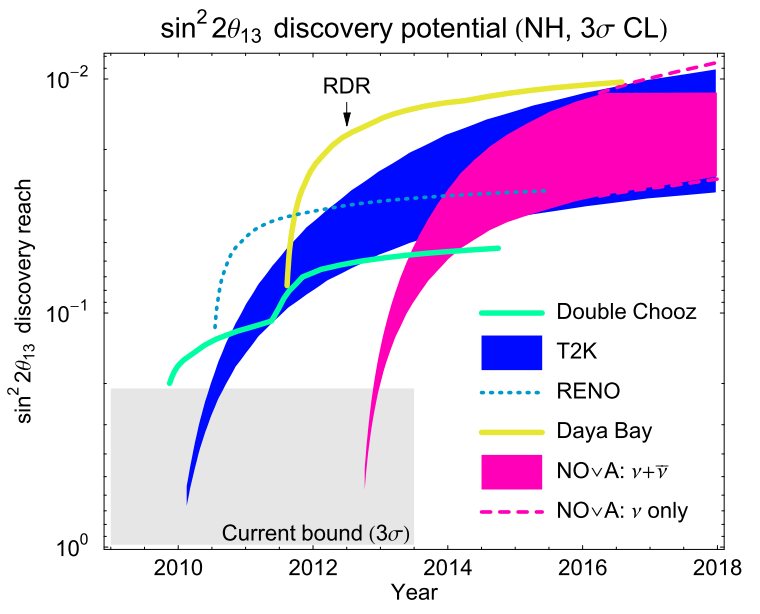 sin² 2θ₁₃ discovery potential (NH, 3σ CL)
10⁻²
RDR
sin² 2θ₁₃ discovery reach
10⁻¹
Double Chooz
T2K
RENO
Daya Bay
NOνA: ν+ν̅
NOνA: ν only
Current bound (3σ)
10⁰
2010 2012 2014 2016 2018
Year